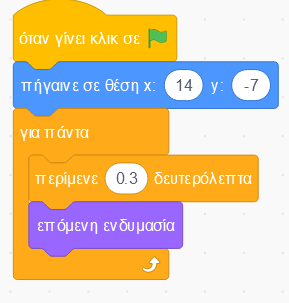 όταν γίνει κλικ σε
πήγαινε σε θέση x: 14 y: -7
για πάντα
περίμενε 0.3 δευτερόλεπτα
επόμενη ενδυμασία